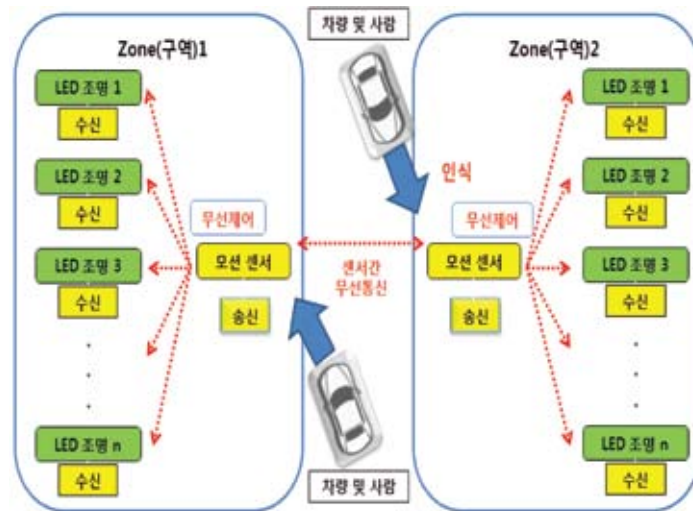 차량 및 사람
Zone(구역)1
LED 조명 1
수신
LED 조명 2
수신
무선제어
LED 조명 3
수신
모션 센서
송신
LED 조명 n
수신
인식
센서간
무선통신
차량 및 사람
Zone(구역)2
LED 조명 1
수신
LED 조명 2
수신
무선제어
모션 센서
송신
LED 조명 3
수신
LED 조명 n
수신